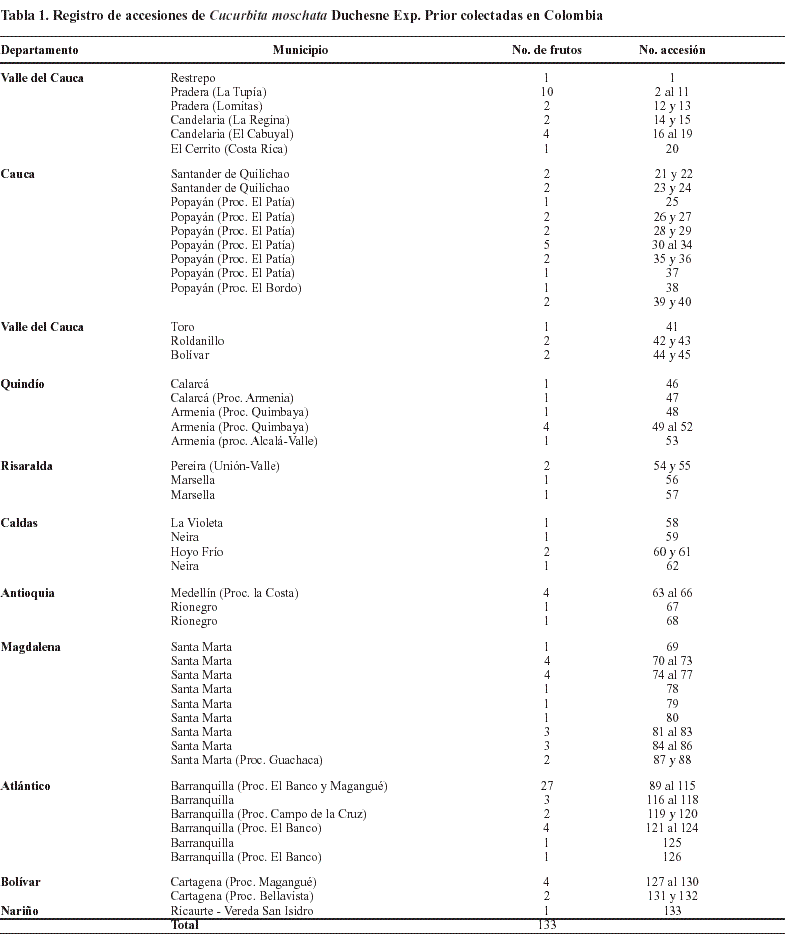 Tabla 1. Registro de accesiones de Cucurbita moschata Duchesne Exp. Prior colectadas en Colombia
Departamento Municipio No. de frutos No. accesión
Valle del Cauca Restrepo 1 1
Pradera (La Tupía) 10 2 al 11
Pradera (Lomitas) 2 12 y 13
Candelaria (La Regina) 2 14 y 15
Candelaria (El Cabuyal) 4 16 al 19
El Cerrito (Costa Rica) 1 20
Cauca Santander de Quilichao 2 21 y 22
Santander de Quilichao 2 23 y 24
Popayán (Proc. El Patía) 1 25
Popayán (Proc. El Patía) 2 26 y 27
Popayán (Proc. El Patía) 2 28 y 29
Popayán (Proc. El Patía) 5 30 al 34
Popayán (Proc. El Patía) 2 35 y 36
Popayán (Proc. El Patía) 1 37
Popayán (Proc. El Bordo) 1 38
2 39 y 40
Valle del Cauca Toro 1 41
Roldanillo 2 42 y 43
Bolívar 2 44 y 45
Quindío Calarcá 1 46
Calarcá (Proc. Armenia) 1 47
Armenia (Proc. Quimbaya) 1 48
Armenia (Proc. Quimbaya) 4 49 al 52
Armenia (proc. Alcalá-Valle) 1 53
Risaralda Pereira (Unión-Valle) 2 54 y 55
Marsella 1 56
Marsella 1 57
Caldas La Violeta 1 58
Neira 1 59
Hoyo Frío 2 60 y 61
Neira 1 62
Antioquia Medellín (Proc. la Costa) 4 63 al 66
Rionegro 1 67
Rionegro 1 68
Magdalena Santa Marta 1 69
Santa Marta 4 70 al 73
Santa Marta 4 74 al 77
Santa Marta 1 78
Santa Marta 1 79
Santa Marta 1 80
Santa Marta 3 81 al 83
Santa Marta 3 84 al 86
Santa Marta (Proc. Guachaca) 2 87 y 88
Atlántico Barranquilla (Proc. El Banco y Magangué) 27 89 al 115
Barranquilla 3 116 al 118
Barranquilla (Proc. Campo de la Cruz) 2 119 y 120
Barranquilla (Proc. El Banco) 4 121 al 124
Barranquilla 1 125
Barranquilla (Proc. El Banco) 1 126
Bolívar Cartagena (Proc. Magangué) 4 127 al 130
Cartagena (Proc. Bellavista) 2 131 y 132
Nariño Ricaurte - Vereda San Isidro 1 133
Total 133